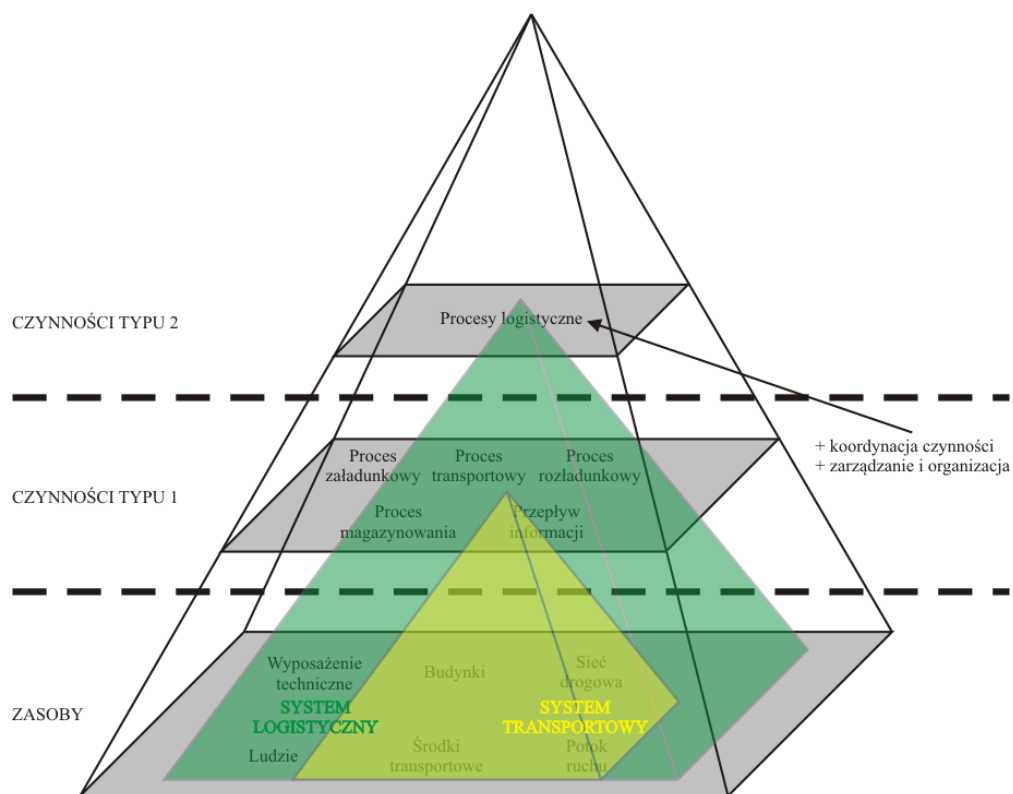 CZYNNOŚCI TYPU 2
Procesy logistyczne
+ koordynacja czynności
+ zarządzanie i organizacja
CZYNNOŚCI TYPU 1
Proces
załadunkowy
Proces
transportowy
Proces
rozładunkowy
Proces
magazynowania
Przepływ
informacji
ZASOBY
Wyposażenie
techniczne
Budynki
Sieć
drogowa
SYSTEM
LOGISTYCZNY
SYSTEM
TRANSPORTOWY
Ludzie
Środki
transportowe
Potok
ruchu